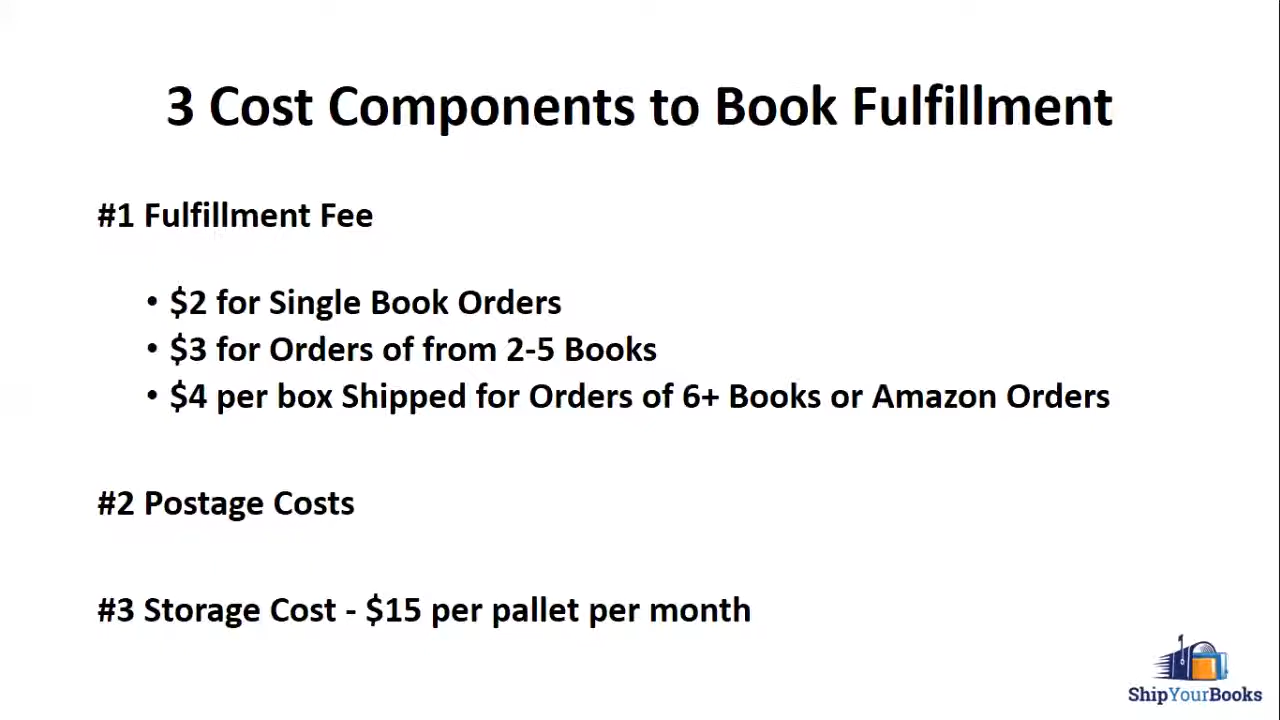 3 Cost Components to Book Fulfillment
#1 Fulfillment Fee
• $2 for Single Book Orders
• $3 for Orders of from 2-5 Books
• $4 per box Shipped for Orders of 6+ Books or Amazon Orders
#2 Postage Costs
#3 Storage Cost - $15 per pallet per month
ShipYourBooks